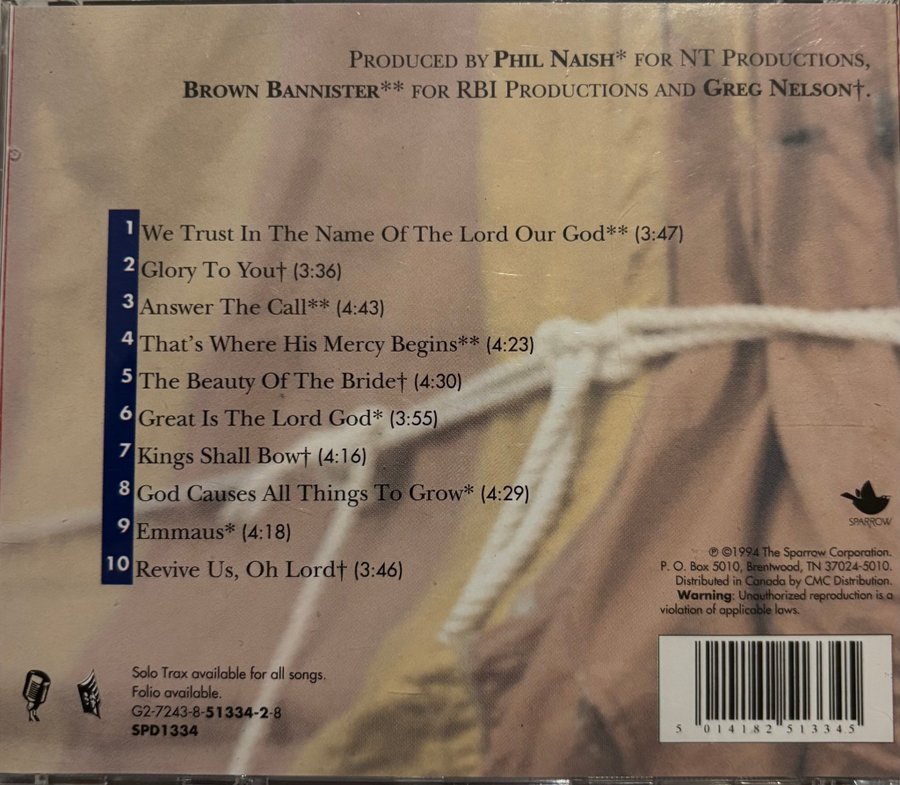 PRODUCED BY PHIL NAISH* FOR NT PRODUCTIONS,
BROWN BANNISTER** FOR RBI PRODUCTIONS AND GREG NELSON†.
1 We Trust In The Name Of The Lord Our God** (3:47)
2 Glory To You† (3:36)
3 Answer The Call** (4:43)
4 That's Where His Mercy Begins** (4:23)
5 The Beauty Of The Bride† (4:30)
6 Great Is The Lord God* (3:55)
7 Kings Shall Bow† (4:16)
8 God Causes All Things To Grow* (4:29)
9 Emmaus* (4:18)
10 Revive Us, Oh Lord† (3:46)
SPARROW
℗ ©1994 The Sparrow Corporation.
P. O. Box 5010, Brentwood, TN 37024-5010.
Distributed in Canada by CMC Distribution.
Warning: Unauthorized reproduction is a
violation of applicable laws.
Solo Trax available for all songs.
Folio available.
G2-7243-8-51334-2-8
SPD1334
5 014182 513345